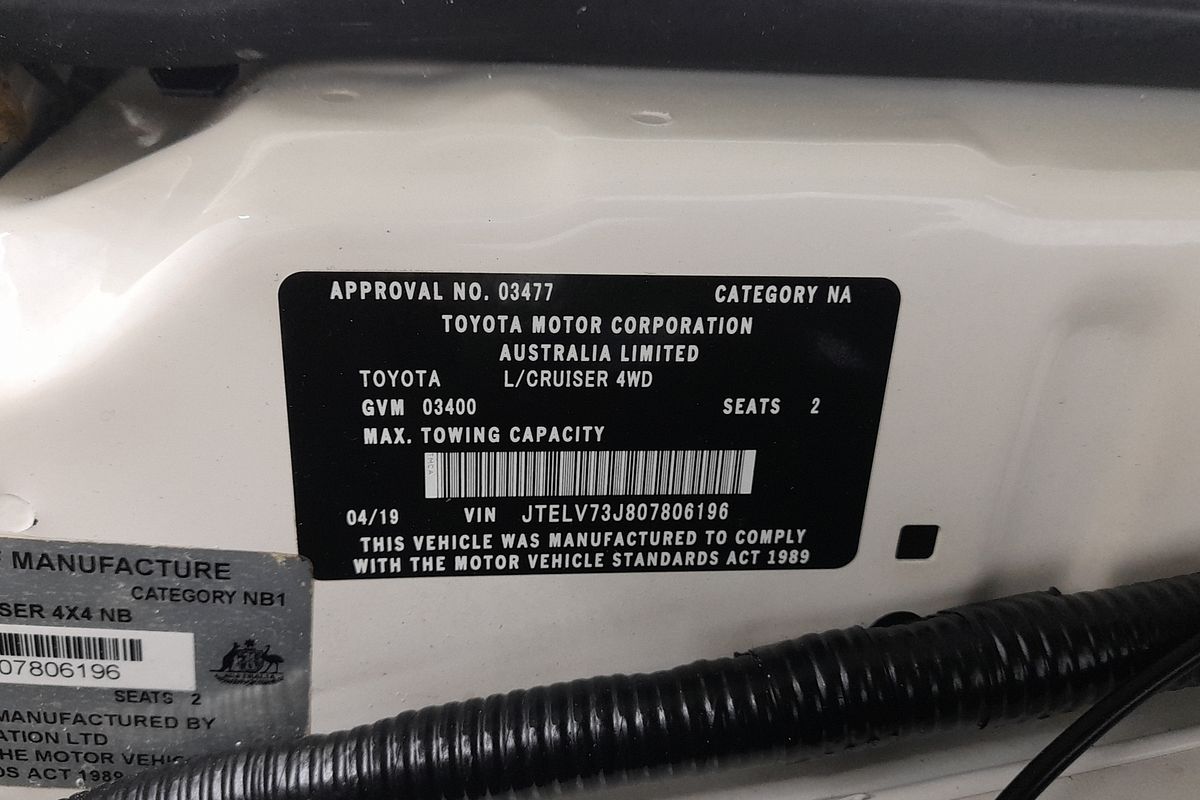 APPROVAL NO. 03477 CATEGORY NA
TOYOTA MOTOR CORPORATION
AUSTRALIA LIMITED
TOYOTA L/CRUISER 4WD
GVM 03400 SEATS 2
MAX. TOWING CAPACITY
TMCA
04/19 VIN JTELV73J807806196
THIS VEHICLE WAS MANUFACTURED TO COMPLY
WITH THE MOTOR VEHICLE STANDARDS ACT 1989
F MANUFACTURE
CATEGORY NB1
SER 4X4 NB
07806196
AUSTRALIA
SEATS 2
MANUFACTURED BY
ATION LTD
HE MOTOR VEHIC
DS ACT 1989